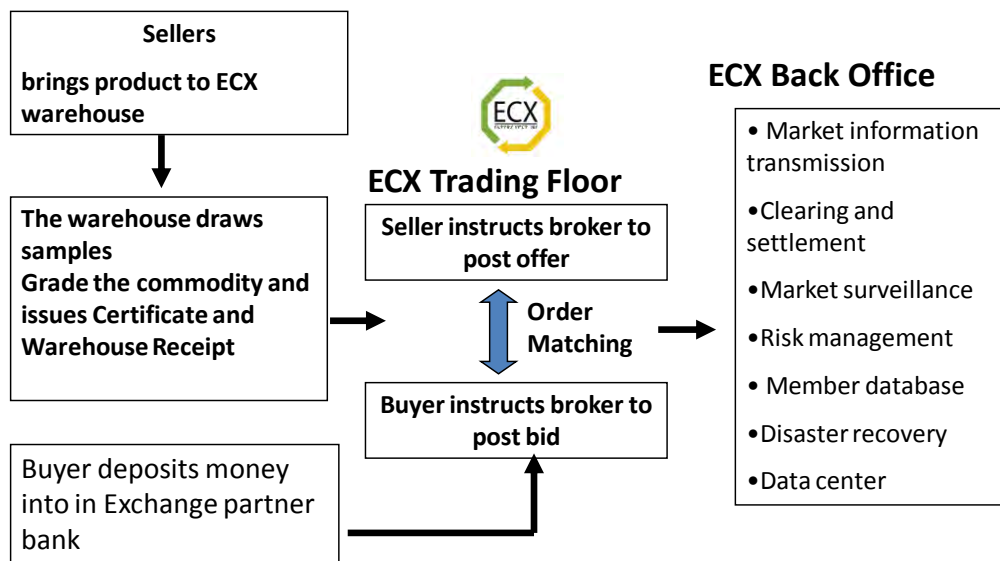 Sellers
brings product to ECX
warehouse
The warehouse draws
samples
Grade the commodity and
issues Certificate and
Warehouse Receipt
Buyer deposits money
into in Exchange partner
bank
ECX
ECX Trading Floor
Seller instructs broker to
post offer
Order
Matching
Buyer instructs broker to
post bid
ECX Back Office
• Market information
transmission
•Clearing and
settlement
•Market surveillance
•Risk management
• Member database
•Disaster recovery
•Data center